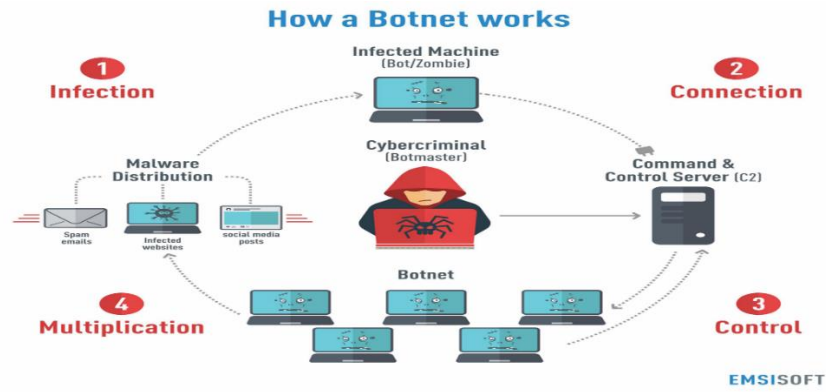 How a Botnet works
1
Infection
Infected Machine
(Bot/Zombie)
2
Connection
Malware
Distribution
Spam
emails
Infected
websites
social media
posts
Cybercriminal
(Botmaster)
Command &
Control Server (C2)
Botnet
4
Multiplication
3
Control
EMSISOFT